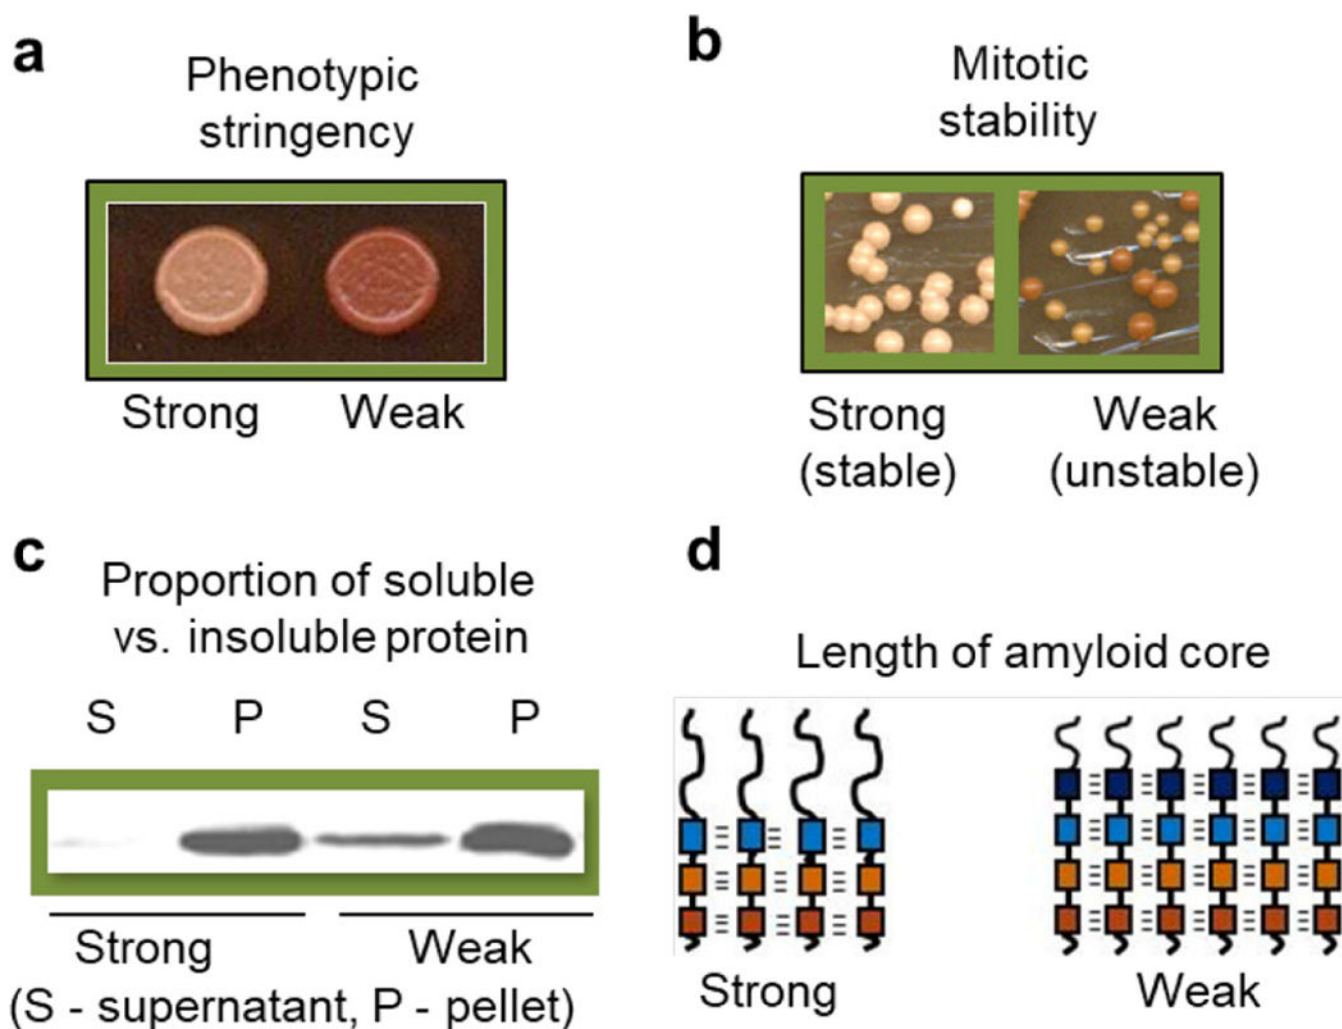 a
Phenotypic
stringency
Strong Weak
b
Mitotic
stability
Strong Weak
(stable) (unstable)
c
Proportion of soluble
vs. insoluble protein
S P S P
Strong Weak
(S - supernatant, P - pellet)
d
Length of amyloid core
Strong Weak